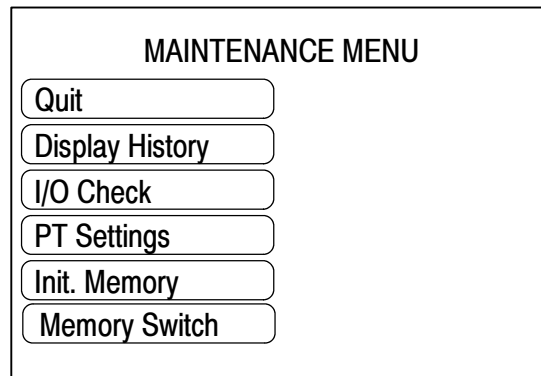 MAINTENANCE MENU
Quit
Display History
I/O Check
PT Settings
Init. Memory
Memory Switch